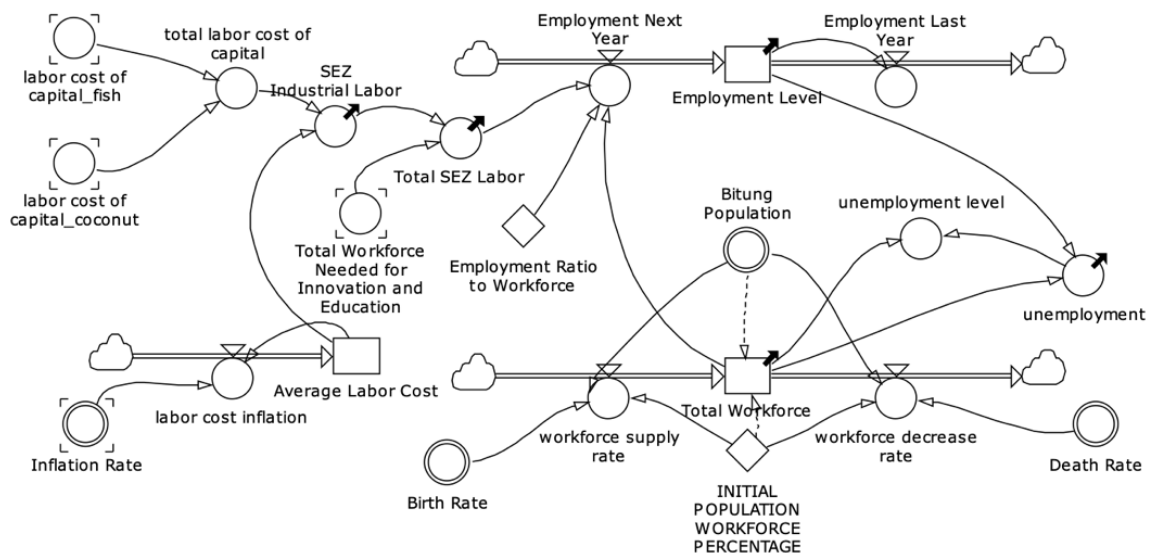 Employment Next
Year
Employment Last
Year
total labor cost of
capital
labor cost of
capital_fish
SEZ
Industrial Labor
Employment Level
Total SEZ Labor
labor cost of
capital_coconut
Bitung
Population
unemployment level
Total Workforce
Needed for
Innovation and
Education
Employment Ratio
to Workforce
unemployment
Average Labor Cost
labor cost inflation
Total Workforce
workforce supply
rate
workforce decrease
rate
Inflation Rate
Death Rate
Birth Rate
INITIAL
POPULATION
WORKFORCE
PERCENTAGE